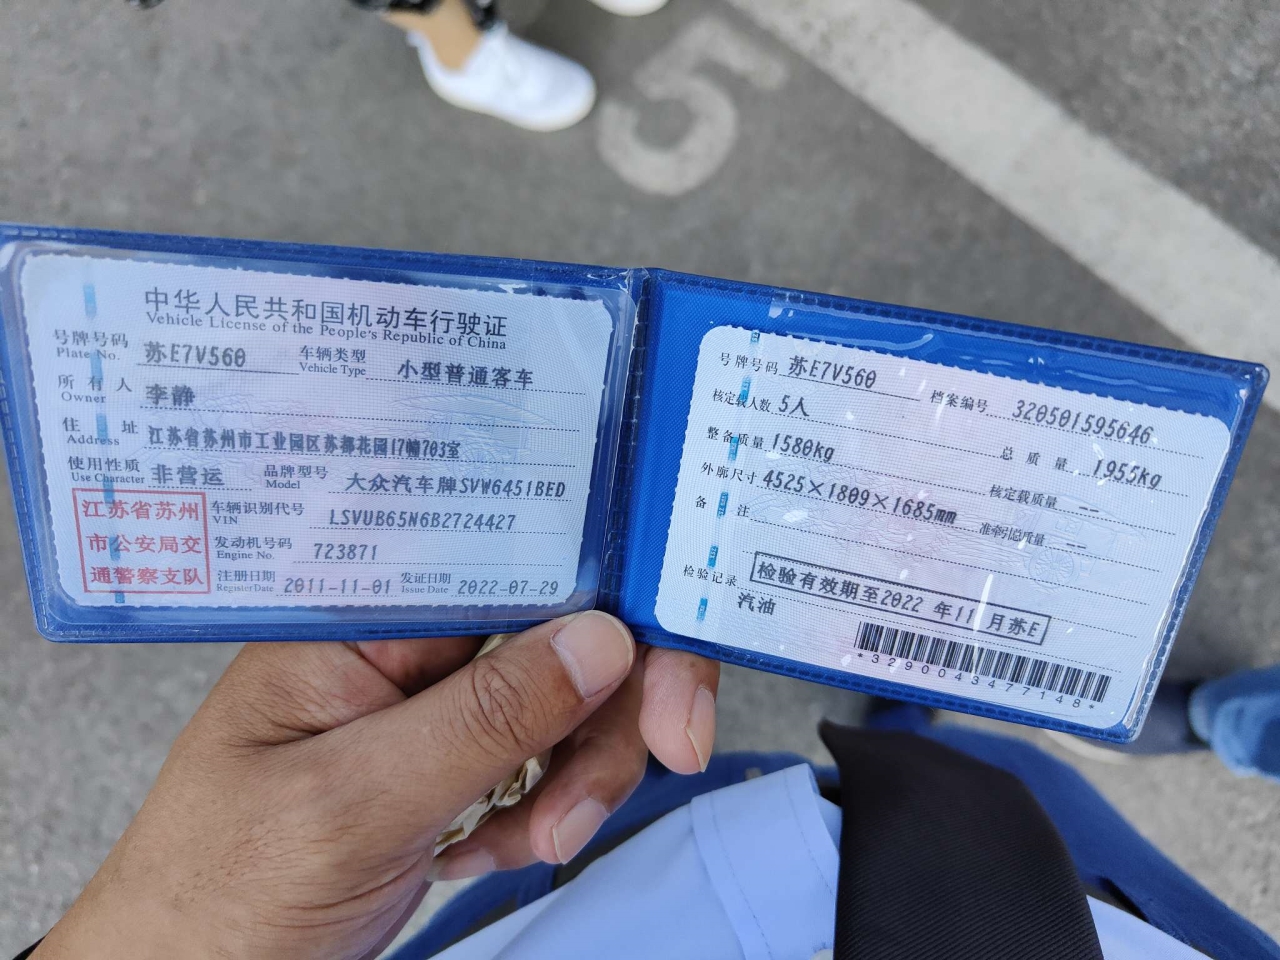 5
中华人民共和国机动车行驶证
Vehicle License of the People's Republic of China
号牌号码 Plate No. 苏E7V560 车辆类型 Vehicle Type 小型普通客车
所有人 Owner 李静
住址 Address 江苏省苏州市工业园区苏都花园17幢703室
使用性质 Use Character 非营运 品牌型号 Model 大众汽车牌SVW6451BED
江苏省苏州
市公安局交
通警察支队
车辆识别代号 VIN LSVUB65N6B2724427
发动机号码 Engine No. 723871
注册日期 Register Date 2011-11-01 发证日期 Issue Date 2022-07-29
号牌号码 苏E7V560 档案编号 320501595646
核定载人数 5人 总质量 1955kg
整备质量 1580kg 核定载质量 --
外廓尺寸 4525×1809×1685mm 准牵引总质量 --
备注
检验记录 检验有效期至2022年11月苏E
汽油
*3290043477148*